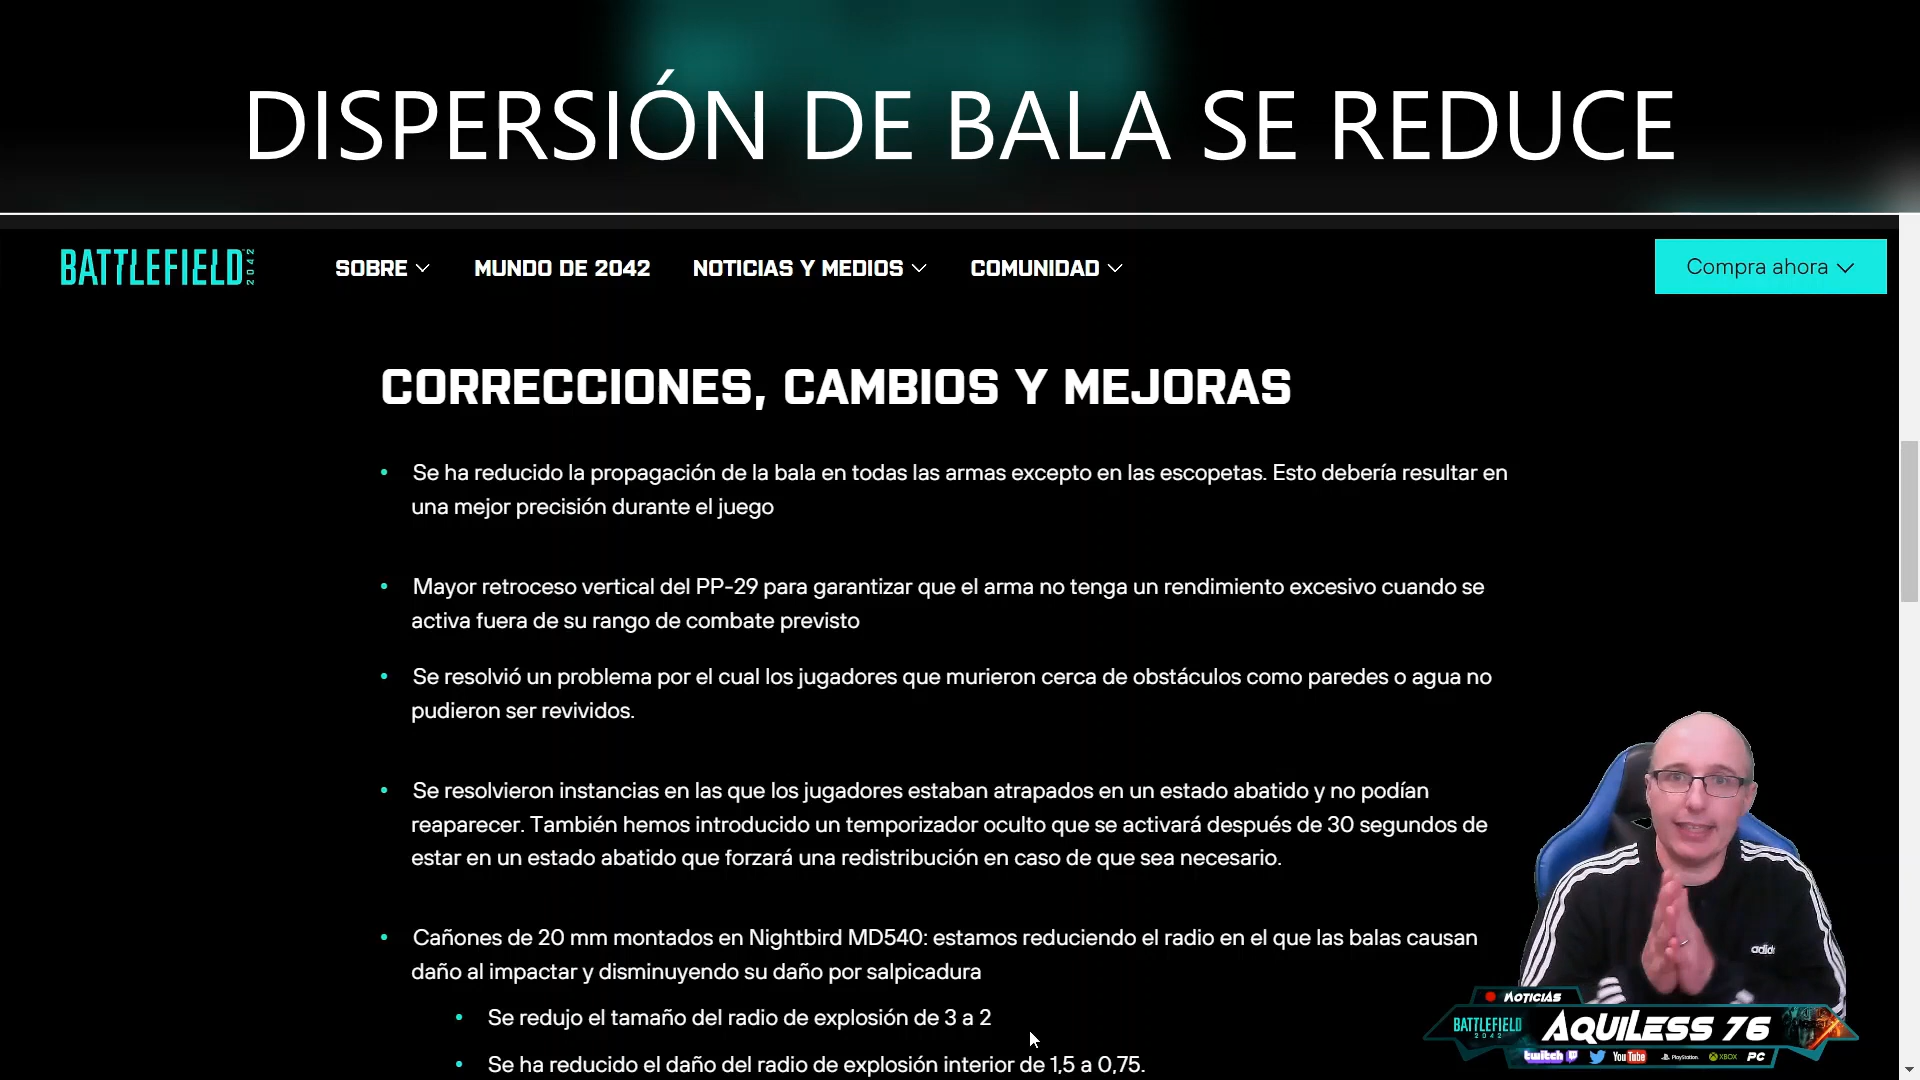 DISPERSIÓN DE BALA SE REDUCE
BATTLEFIELD 2042
SOBRE MUNDO DE 2042 NOTICIAS Y MEDIOS COMUNIDAD Compra ahora
CORRECCIONES, CAMBIOS Y MEJORAS
• Se ha reducido la propagación de la bala en todas las armas excepto en las escopetas. Esto debería resultar en
una mejor precisión durante el juego
• Mayor retroceso vertical del PP-29 para garantizar que el arma no tenga un rendimiento excesivo cuando se
activa fuera de su rango de combate previsto
• Se resolvió un problema por el cual los jugadores que murieron cerca de obstáculos como paredes o agua no
pudieron ser revividos.
• Se resolvieron instancias en las que los jugadores estaban atrapados en un estado abatido y no podían
reaparecer. También hemos introducido un temporizador oculto que se activará después de 30 segundos de
estar en un estado abatido que forzará una redistribución en caso de que sea necesario.
• Cañones de 20 mm montados en Nightbird MD540: estamos reduciendo el radio en el que las balas causan
daño al impactar y disminuyendo su daño por salpicadura
• Se redujo el tamaño del radio de explosión de 3 a 2
• Se ha reducido el daño del radio de explosión interior de 1,5 a 0,75.
adidas
NOTICIAS
BATTLEFIELD 2042
AQUILESS 76
twitch YouTube PlayStation XBOX PC